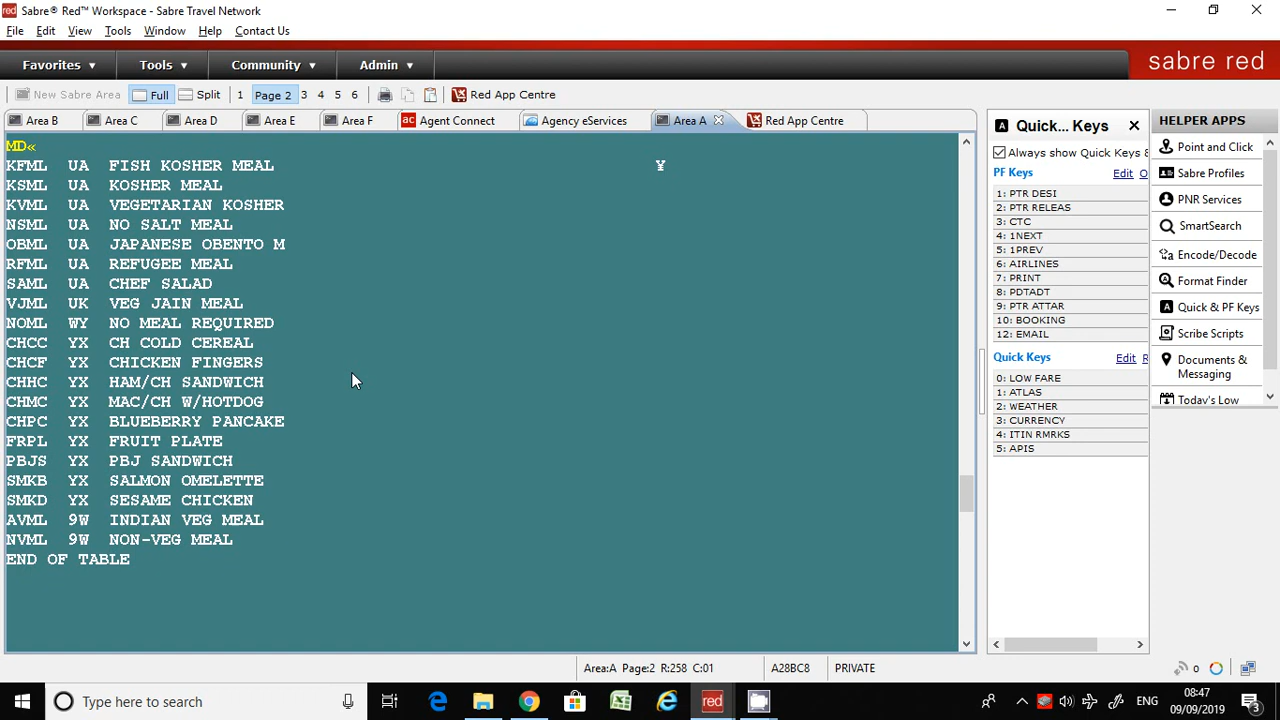 red Sabre® Red™ Workspace - Sabre Travel Network
File Edit View Tools Window Help Contact Us
Favorites Tools Community Admin sabre red
New Sabre Area Full Split 1 Page 2 3 4 5 6 Red App Centre
Area B Area C Area D Area E Area F ac Agent Connect Agency eServices Area A Red App Centre
MD«
KFML UA FISH KOSHER MEAL ¥
KSML UA KOSHER MEAL
KVML UA VEGETARIAN KOSHER
NSML UA NO SALT MEAL
OBML UA JAPANESE OBENTO M
RFML UA REFUGEE MEAL
SAML UA CHEF SALAD
VJML UK VEG JAIN MEAL
NOML WY NO MEAL REQUIRED
CHCC YX CH COLD CEREAL
CHCF YX CHICKEN FINGERS
CHHC YX HAM/CH SANDWICH
CHMC YX MAC/CH W/HOTDOG
CHPC YX BLUEBERRY PANCAKE
FRPL YX FRUIT PLATE
PBJS YX PBJ SANDWICH
SMKB YX SALMON OMELETTE
SMKD YX SESAME CHICKEN
AVML 9W INDIAN VEG MEAL
NVML 9W NON-VEG MEAL
END OF TABLE
A Quick... Keys
Always show Quick Keys &
PF Keys Edit O
1: PTR DESI
2: PTR RELEAS
3: CTC
4: 1NEXT
5: 1PREV
6: AIRLINES
7: PRINT
8: PDTADT
9: PTR ATTAR
10: BOOKING
12: EMAIL
Quick Keys Edit R
0: LOW FARE
1: ATLAS
2: WEATHER
3: CURRENCY
4: ITIN RMRKS
5: APIS
HELPER APPS
Point and Click
Sabre Profiles
PNR Services
SmartSearch
Encode/Decode
Format Finder
A Quick & PF Keys
Scribe Scripts
Documents &
Messaging
Today's Low
Area:A Page:2 R:258 C:01 A28BC8 PRIVATE 0
Type here to search red ENG 08:47
09/09/2019 3